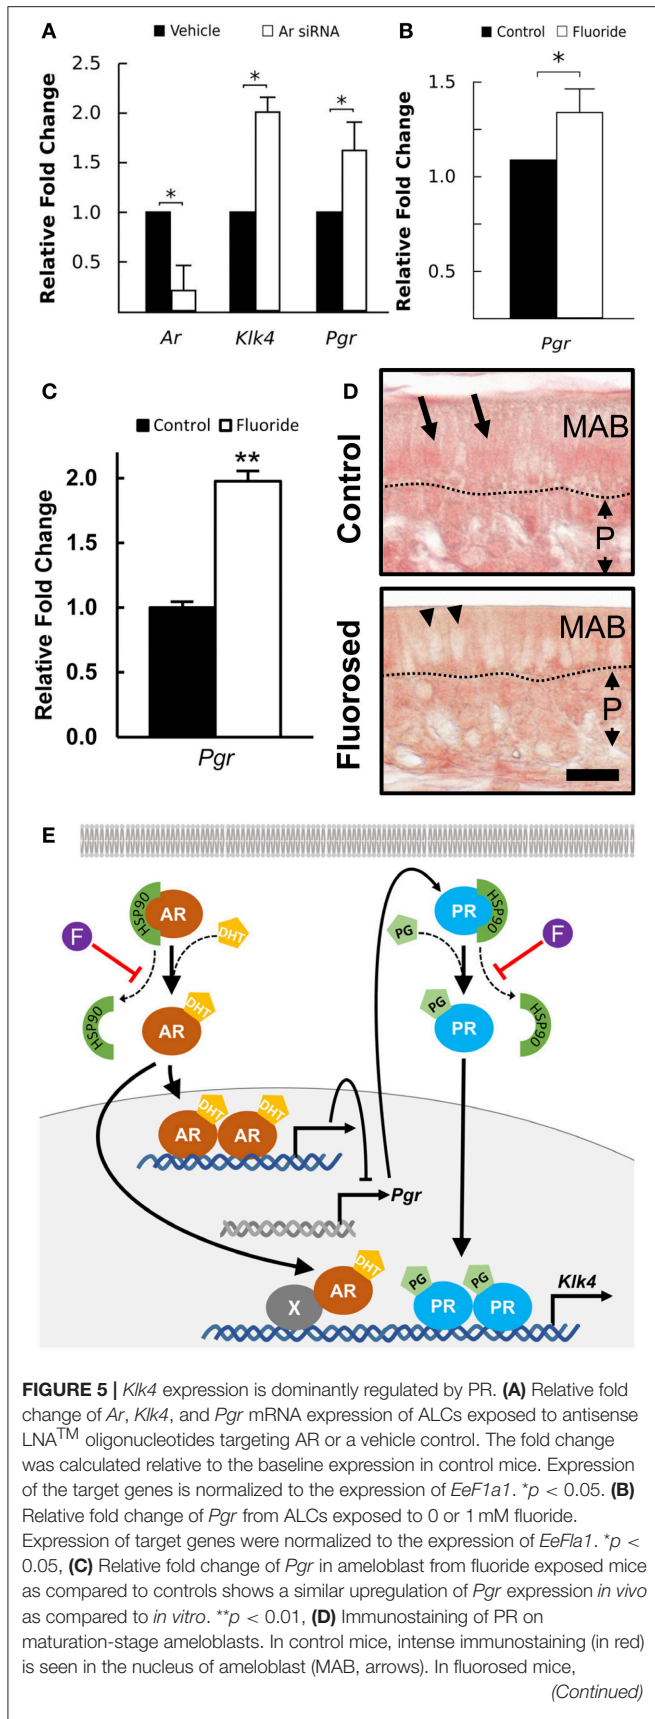 A
Vehicle Ar siRNA
Relative Fold Change
2.5
2.0
1.5
1.0
0.5
* * *
Ar Klk4 Pgr
B
Control Fluoride
Relative Fold Change
1.5
1.0
0.5
*
Pgr
C
Control Fluoride
Relative Fold Change
2.0
1.5
1.0
0.5
0.0
**
Pgr
D
Control
MAB
P
Fluorosed
MAB
P
E
HSP90 AR
F
DHT
HSP90
AR DHT
DHT DHT
AR AR
Pgr
DHT
X AR
PR HSP90
PG
F
PG
PR
HSP90
PG PG
PR PR
Klk4
FIGURE 5 | Klk4 expression is dominantly regulated by PR. (A) Relative fold
change of Ar, Klk4, and Pgr mRNA expression of ALCs exposed to antisense
LNA™ oligonucleotides targeting AR or a vehicle control. The fold change
was calculated relative to the baseline expression in control mice. Expression
of the target genes is normalized to the expression of EeF1a1. *p < 0.05. (B)
Relative fold change of Pgr from ALCs exposed to 0 or 1 mM fluoride.
Expression of target genes were normalized to the expression of EeFla1. *p <
0.05, (C) Relative fold change of Pgr in ameloblast from fluoride exposed mice
as compared to controls shows a similar upregulation of Pgr expression in vivo
as compared to in vitro. **p < 0.01, (D) Immunostaining of PR on
maturation-stage ameloblasts. In control mice, intense immunostaining (in red)
is seen in the nucleus of ameloblast (MAB, arrows). In fluorosed mice,
(Continued)